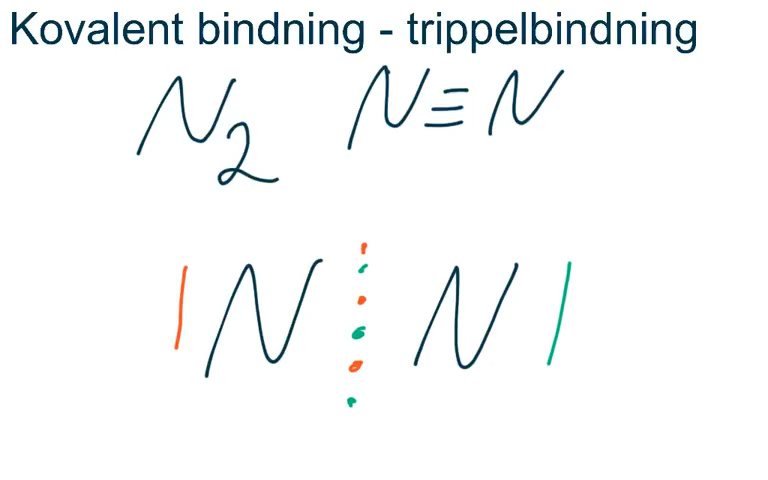 Kovalent bindning - trippelbindning
N₂ N≡N
|N N|